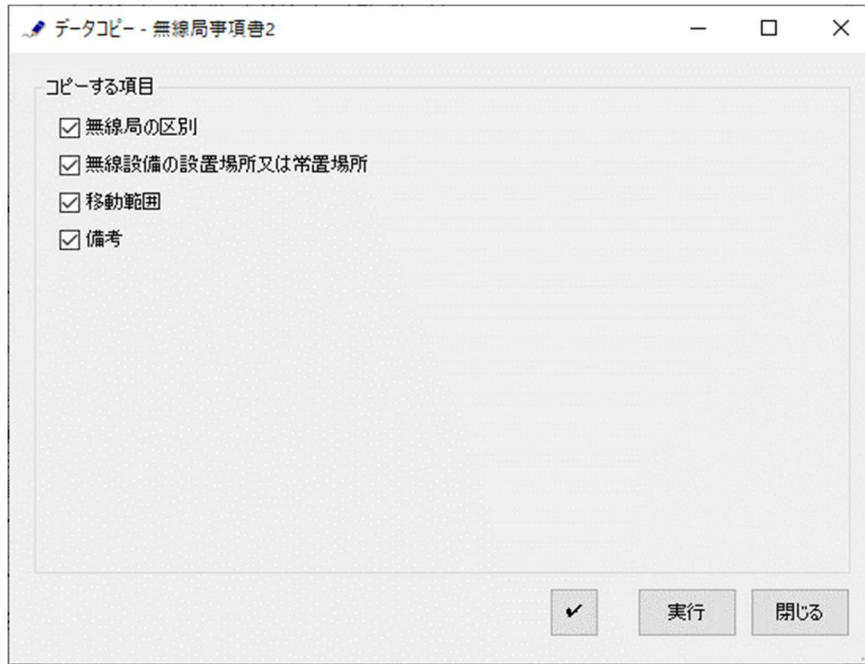 データコピー - 無線局事項書2
コピーする項目
無線局の区別
無線設備の設置場所又は常置場所
移動範囲
備考
実行
閉じる